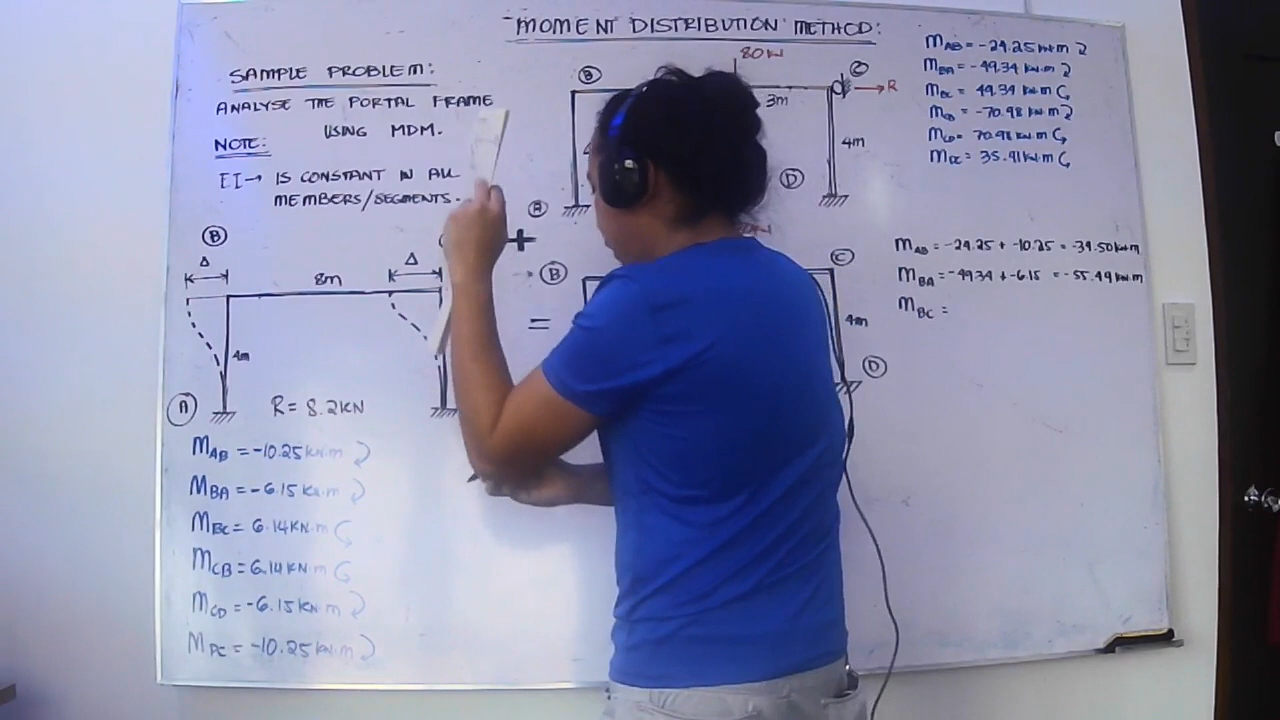 MOMENT DISTRIBUTION METHOD:
SAMPLE PROBLEM:
ANALYSE THE PORTAL FRAME
USING MDM.
NOTE:
EI→ IS CONSTANT IN ALL
MEMBERS/SEGMENTS.
B
Δ
Δ
8m
4m
A
R = 8.2KN
MAB = -10.25 KN.m
MBA = -6.15 KN.m
MBC = 6.14 KN.m
MCB = 6.14 KN.m
MCD = -6.15 KN.m
MDC = -10.25 KN.m
80 KN
B
C
R
3m
4m
A
D
+
=
B
C
4m
D
MAB = -24.25 KN.m
MBA = -49.34 KN.m
MBC = 49.34 KN.m
-70.98 KN.m
MCD = 70.98 KN.m
MDC = 35.91 KN.m
MAB = -24.25 + -10.25 = -34.50 KN.m
MBA = -49.34 + -6.15 = -55.49 KN.m
MBC =